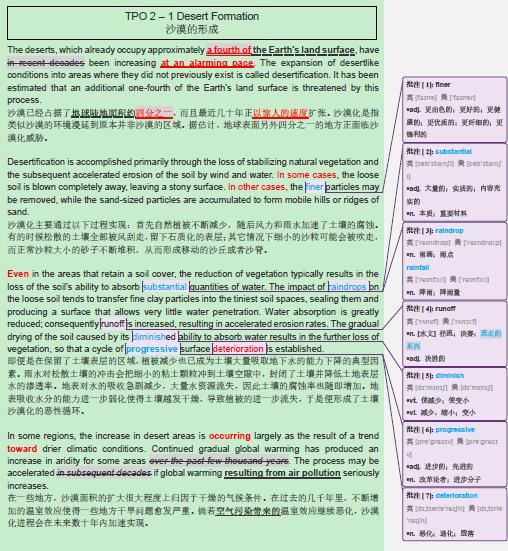 TPO 2 – 1 Desert Formation
沙漠的形成
The deserts, which already occupy approximately a fourth of the Earth's land surface, have
in recent decades been increasing at an alarming pace. The expansion of desertlike
conditions into areas where they did not previously exist is called desertification. It has been
estimated that an additional one-fourth of the Earth's land surface is threatened by this
process.
沙漠已经占据了地球陆地面积的四分之一，而且最近几十年正以惊人的速度扩张。沙漠化是指
类似沙漠的环境漫延到原本并非沙漠的区域。据估计，地球表面另外四分之一的地方正面临沙
漠化威胁。
Desertification is accomplished primarily through the loss of stabilizing natural vegetation and
the subsequent accelerated erosion of the soil by wind and water. In some cases, the loose
soil is blown completely away, leaving a stony surface. In other cases, the finer particles may
be removed, while the sand-sized particles are accumulated to form mobile hills or ridges of
sand.
沙漠化主要通过以下过程实现：首先自然植被不断减少，随后风力和雨水加速了土壤的腐蚀。
有的时候松散的土壤全部被风刮走，留下石质化的表层；其它情况下细小的沙粒可能会被吹走，
而正常沙粒大小的砂子不断堆积，从而形成移动的沙丘或者沙脊。
Even in the areas that retain a soil cover, the reduction of vegetation typically results in the
loss of the soil's ability to absorb substantial quantities of water. The impact of raindrops on
the loose soil tends to transfer fine clay particles into the tiniest soil spaces, sealing them and
producing a surface that allows very little water penetration. Water absorption is greatly
reduced; consequently runoff is increased, resulting in accelerated erosion rates. The gradual
drying of the soil caused by its diminished ability to absorb water results in the further loss of
vegetation, so that a cycle of progressive surface deterioration is established.
即便是在保留了土壤表层的区域，植被减少也已成为土壤大量吸取地下水的能力下降的典型因
素。雨水对松散土壤的冲击会把细小的粘土颗粒冲到土壤空隙中，封闭了土壤并降低土地表层
水的渗透率。地表对水的吸收急剧减少，大量水资源流失，因此土壤的腐蚀率也随即增加。地
表吸收水分的能力进一步弱化使得土壤越发干燥，导致植被的进一步流失，于是便形成了土壤
沙漠化的恶性循环。
In some regions, the increase in desert areas is occurring largely as the result of a trend
toward drier climatic conditions. Continued gradual global warming has produced an
increase in aridity for some areas over the past few thousand years. The process may be
accelerated in subsequent decades if global warming resulting from air pollution seriously
increases.
在一些地方，沙漠面积的扩大很大程度上归因于干燥的气候条件。在过去的几千年里，不断增
加的温室效应使得一些地方干旱问题愈发严重。倘若空气污染带来的温室效应继续恶化，沙漠
化进程会在未来数十年内加速实现。
批注 [1]: finer
•adj. 更出色的；更好的；更健
康的；更优质的；更纤细的；更
锋利的
批注 [2]: substantial
•adj. 大量的；实质的；内容充
实的
•n. 本质；重要材料
批注 [3]: raindrop
•n. 雨滴；雨点
rainfall
•n. 降雨；降雨量
批注 [4]: runoff
•n. [水文] 径流；决赛；流走的
东西
•adj. 决胜的
批注 [5]: diminish
•vt. 使减少；使变小
•vi. 减少，缩小；变小
批注 [6]: progressive
•adj. 进步的；先进的
•n. 改革论者；进步分子
批注 [7]: deterioration
•n. 恶化；退化；堕落